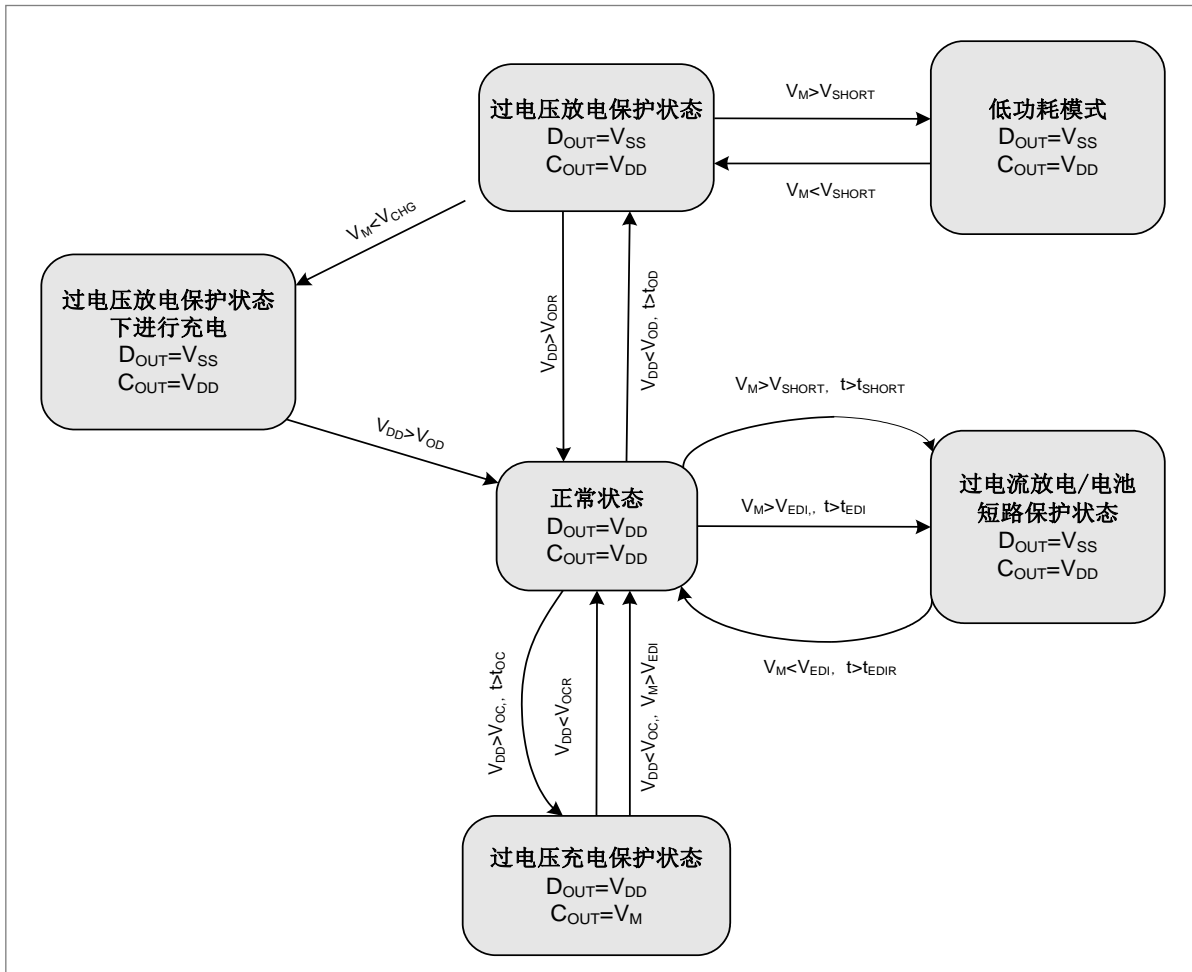 过电压放电保护状态
DOUT=VSS
COUT=VDD
VM>VSHORT
VM<VSHORT
低功耗模式
DOUT=VSS
COUT=VDD
VM<VCHG
过电压放电保护状态
下进行充电
DOUT=VSS
COUT=VDD
VDD>VODR
VDD<VOD, t>tOD
VDD>VOD
VM>VSHORT, t>tSHORT
正常状态
DOUT=VDD
COUT=VDD
VM>VEDI,, t>tEDI
过电流放电/电池
短路保护状态
DOUT=VSS
COUT=VDD
VM<VEDI, t>tEDIR
VDD>VOC,, t>tOC
VDD<VOCR
VDD<VOC,, VM>VEDI
过电压充电保护状态
DOUT=VDD
COUT=VM